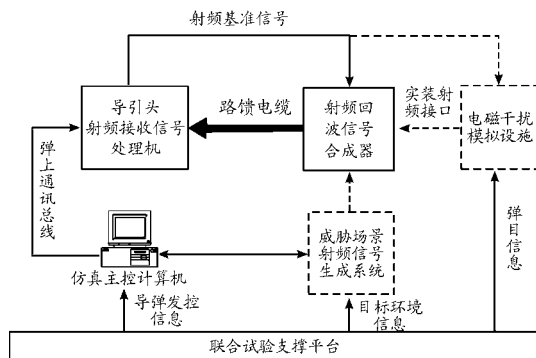 射频基准信号
导引头
射频接收信号
处理机
路馈电缆
射频回
波信号
合成器
实装射
频接口
电磁干扰
模拟设施
弹上通讯总线
仿真主控计算机
威胁场景
射频信号
生成系统
弹目信息
导弹发控
信息
目标环境
信息
联合试验支撑平台